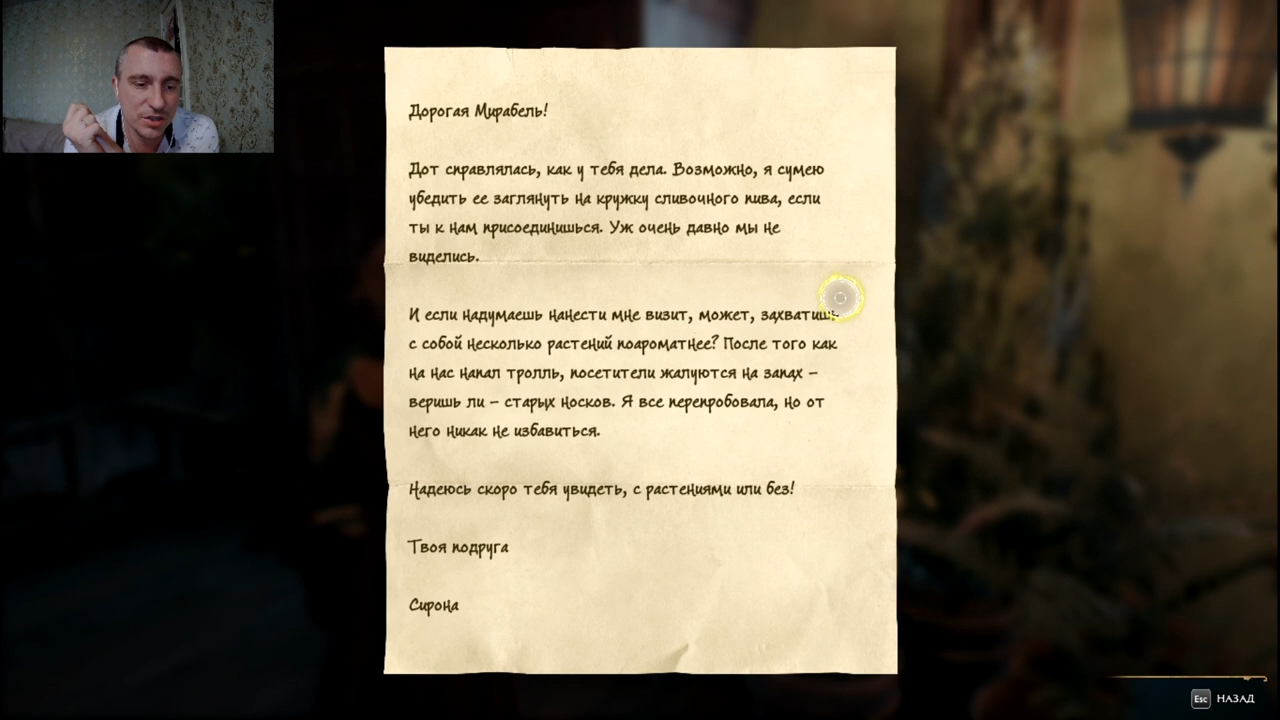 Дорогая Мирабель!
Дот справлялась, как у тебя дела. Возможно, я сумею
убедить ее заглянуть на кружку сливочного пива, если
ты к нам присоединишься. Уж очень давно мы не
виделись.
И если надумаешь нанести мне визит, может, захватишь
с собой несколько растений поароматнее? После того как
на нас напал тролль, посетители жалуются на запах –
веришь ли – старых носков. Я все перепробовала, но от
него никак не избавиться.
Надеюсь скоро тебя увидеть, с растениями или без!
Твоя подруга
Сирона
Esc НАЗАД